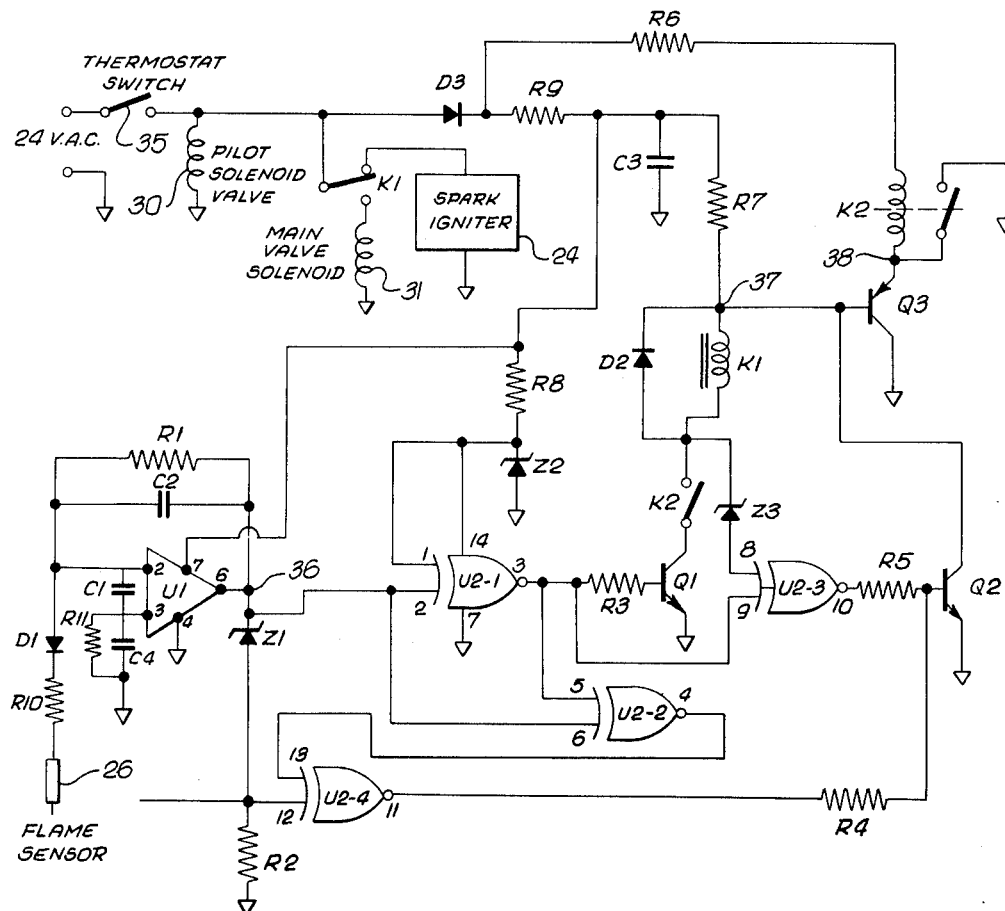 R6
THERMOSTAT
SWITCH
D3
R9
24 V.A.C.
35
PILOT
SOLENOID
VALVE
30
K1
SPARK
IGNITER
24
MAIN
VALVE
SOLENOID
31
C3
R7
K2
38
37
Q3
D2
K1
R8
R1
C2
Z2
K2
Z3
7
14
36
1
3
8
2
U1
6
C1
2
U2-1
R3
Q1
U2-3
R5
R11
3
4
Z1
7
9
10
Q2
D1
C4
5
4
R10
6
U2-2
26
13
U2-4
12
11
R4
FLAME
SENSOR
R2